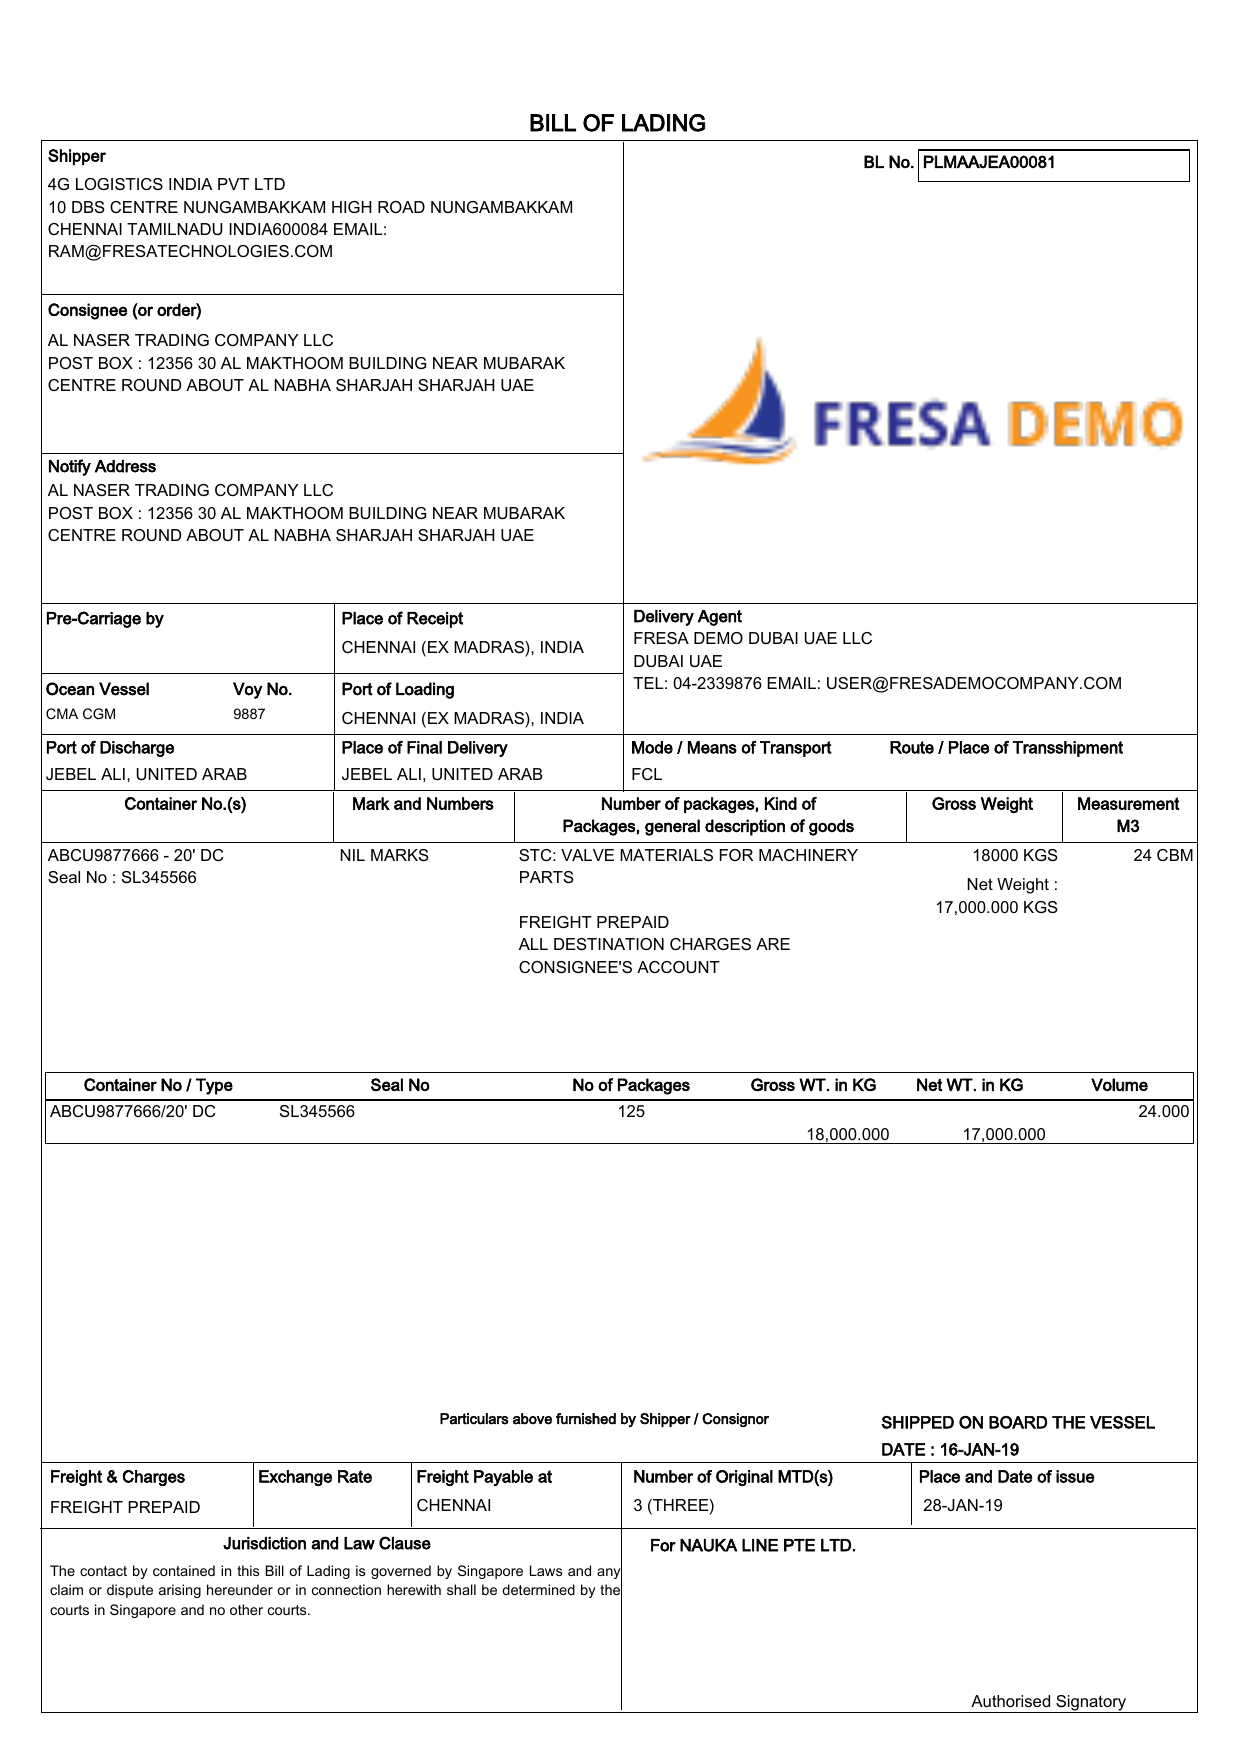 BILL OF LADING
Shipper
4G LOGISTICS INDIA PVT LTD
10 DBS CENTRE NUNGAMBAKKAM HIGH ROAD NUNGAMBAKKAM
CHENNAI TAMILNADU INDIA600084 EMAIL:
RAM@FRESATECHNOLOGIES.COM
BL No. PLMAAJEA00081
Consignee (or order)
AL NASER TRADING COMPANY LLC
POST BOX : 12356 30 AL MAKTHOOM BUILDING NEAR MUBARAK
CENTRE ROUND ABOUT AL NABHA SHARJAH SHARJAH UAE
FRESA DEMO
Notify Address
AL NASER TRADING COMPANY LLC
POST BOX : 12356 30 AL MAKTHOOM BUILDING NEAR MUBARAK
CENTRE ROUND ABOUT AL NABHA SHARJAH SHARJAH UAE
Pre-Carriage by
Place of Receipt
CHENNAI (EX MADRAS), INDIA
Delivery Agent
FRESA DEMO DUBAI UAE LLC
DUBAI UAE
TEL: 04-2339876 EMAIL: USER@FRESADEMOCOMPANY.COM
Ocean Vessel Voy No.
CMA CGM 9887
Port of Loading
CHENNAI (EX MADRAS), INDIA
Port of Discharge
JEBEL ALI, UNITED ARAB
Place of Final Delivery
JEBEL ALI, UNITED ARAB
Mode / Means of Transport Route / Place of Transshipment
FCL
Container No.(s)
Mark and Numbers
Number of packages, Kind of
Packages, general description of goods
Gross Weight
Measurement
M3
ABCU9877666 - 20' DC
Seal No : SL345566
NIL MARKS
STC: VALVE MATERIALS FOR MACHINERY
PARTS
FREIGHT PREPAID
ALL DESTINATION CHARGES ARE
CONSIGNEE'S ACCOUNT
18000 KGS
Net Weight :
17,000.000 KGS
24 CBM
Container No / Type Seal No No of Packages Gross WT. in KG Net WT. in KG Volume
ABCU9877666/20' DC SL345566 125 24.000
18,000.000 17,000.000
Particulars above furnished by Shipper / Consignor
SHIPPED ON BOARD THE VESSEL
DATE : 16-JAN-19
Freight & Charges
FREIGHT PREPAID
Exchange Rate
Freight Payable at
CHENNAI
Number of Original MTD(s)
3 (THREE)
Place and Date of issue
28-JAN-19
Jurisdiction and Law Clause
The contact by contained in this Bill of Lading is governed by Singapore Laws and any
claim or dispute arising hereunder or in connection herewith shall be determined by the
courts in Singapore and no other courts.
For NAUKA LINE PTE LTD.
Authorised Signatory